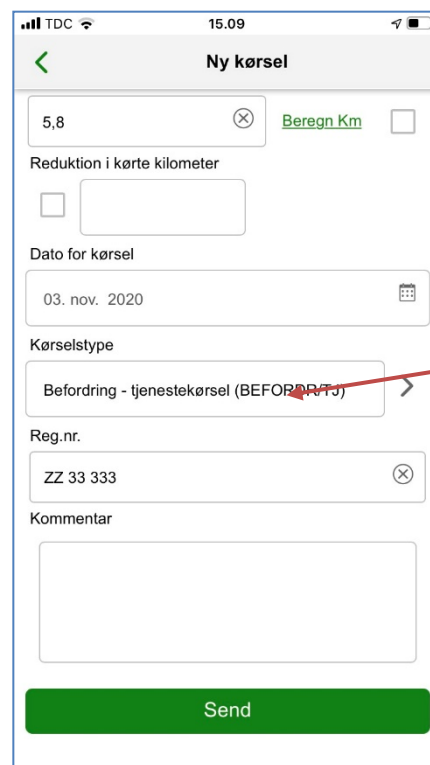 TDC 15.09
Ny kørsel
5,8 Beregn Km
Reduktion i kørte kilometer
Dato for kørsel
03. nov. 2020
Kørselstype
Befordring - tjenestekørsel (BEFORDR/TJ)
Reg.nr.
ZZ 33 333
Kommentar
Send